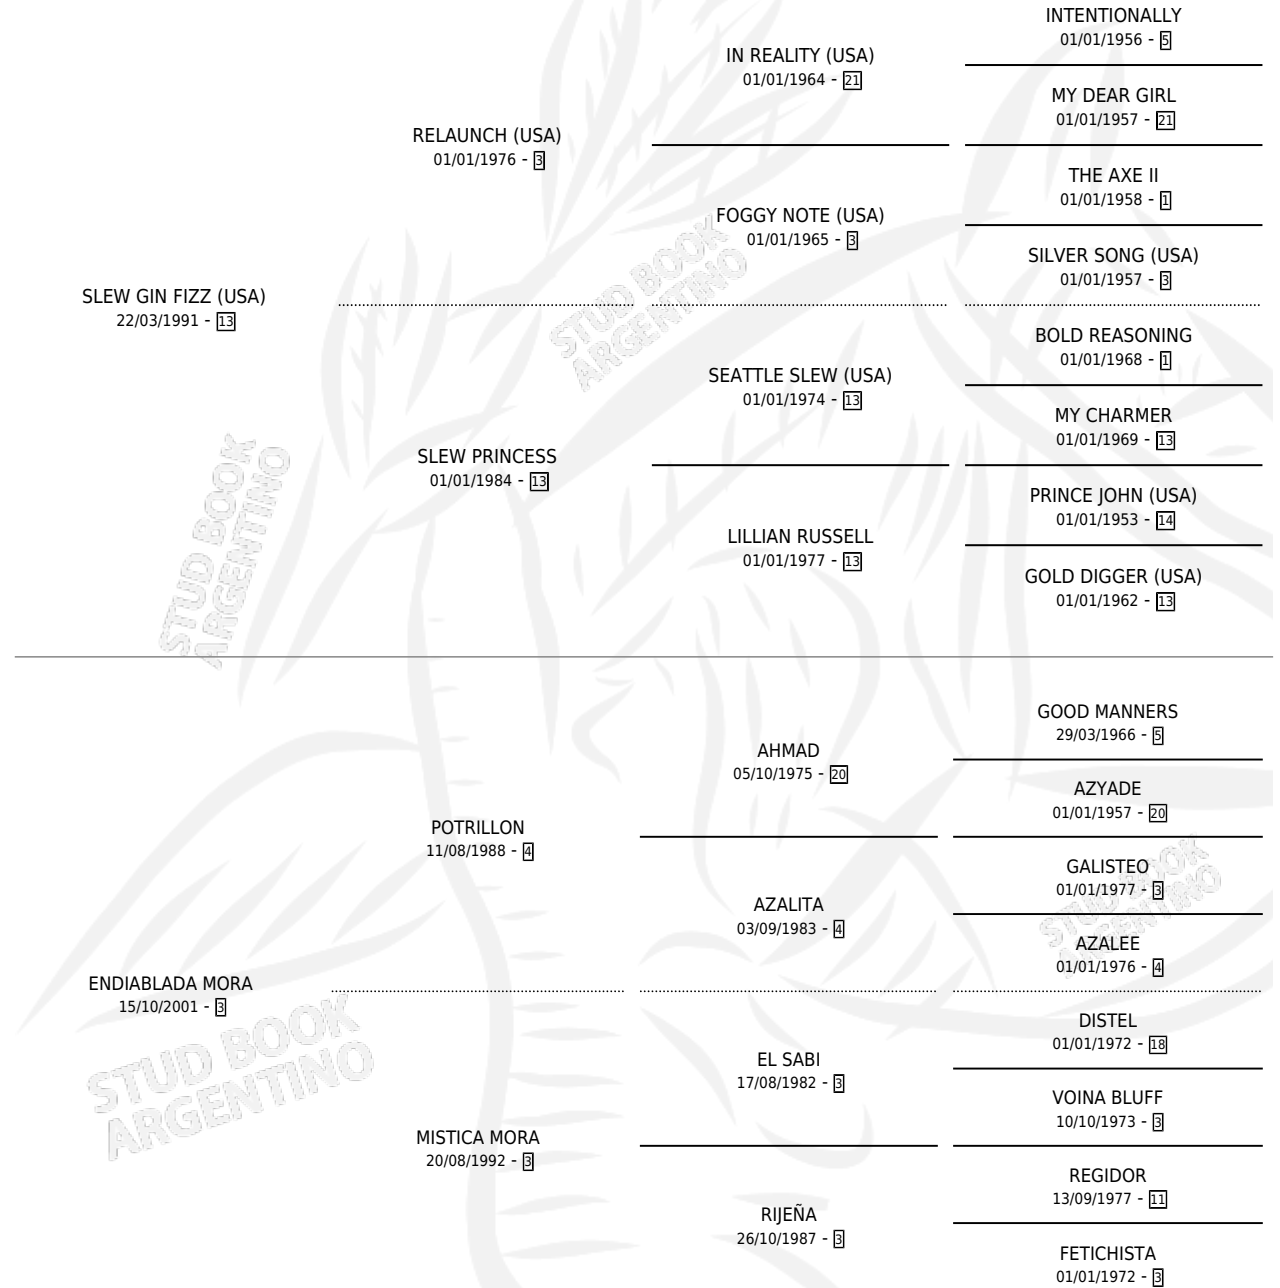 INTENTIONALLY
01/01/1956 - 5
IN REALITY (USA)
01/01/1964 - 21
MY DEAR GIRL
01/01/1957 - 21
RELAUNCH (USA)
01/01/1976 - 3
THE AXE II
01/01/1958 - 1
FOGGY NOTE (USA)
01/01/1965 - 3
SILVER SONG (USA)
01/01/1957 - 3
SLEW GIN FIZZ (USA)
22/03/1991 - 13
BOLD REASONING
01/01/1968 - 1
SEATTLE SLEW (USA)
01/01/1974 - 13
MY CHARMER
01/01/1969 - 13
SLEW PRINCESS
01/01/1984 - 13
PRINCE JOHN (USA)
01/01/1953 - 14
LILLIAN RUSSELL
01/01/1977 - 13
GOLD DIGGER (USA)
01/01/1962 - 13
GOOD MANNERS
29/03/1966 - 5
AHMAD
05/10/1975 - 20
AZYADE
01/01/1957 - 20
POTRILLON
11/08/1988 - 4
GALISTEO
01/01/1977 - 3
AZALITA
03/09/1983 - 4
AZALEE
01/01/1976 - 4
ENDIABLADA MORA
15/10/2001 - 3
DISTEL
01/01/1972 - 18
EL SABI
17/08/1982 - 3
VOINA BLUFF
10/10/1973 - 3
MISTICA MORA
20/08/1992 - 3
REGIDOR
13/09/1977 - 11
RIJEÑA
26/10/1987 - 3
FETICHISTA
01/01/1972 - 3
STUD BOOK
ARGENTINO
STUD BOOK
ARGENTINO
STUD BOOK
ARGENTINO
STUD BOOK
ARGENTINO